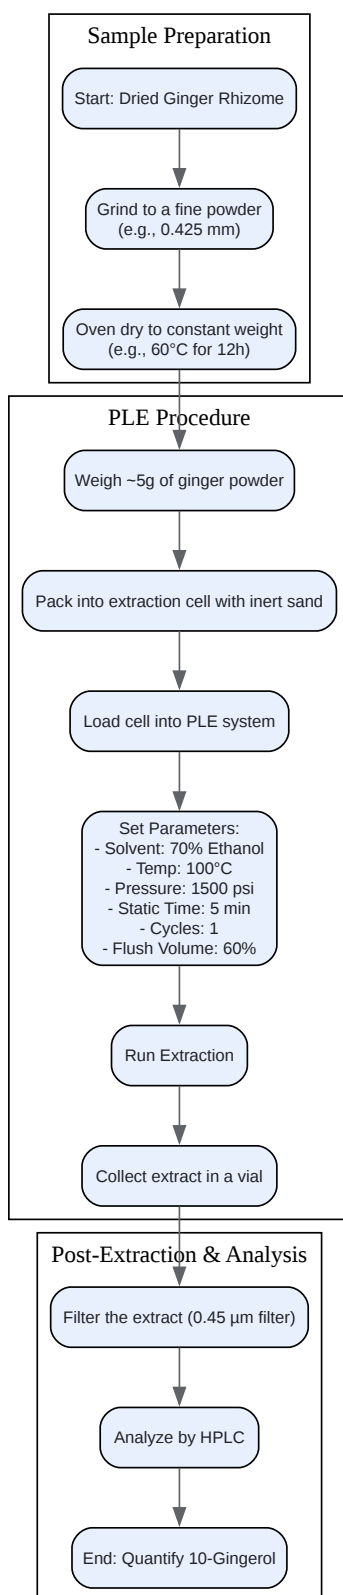 Sample Preparation
Start: Dried Ginger Rhizome
Grind to a fine powder
(e.g., 0.425 mm)
Oven dry to constant weight
(e.g., 60°C for 12h)
PLE Procedure
Weigh ~5g of ginger powder
Pack into extraction cell with inert sand
Load cell into PLE system
Set Parameters:
- Solvent: 70% Ethanol
- Temp: 100°C
- Pressure: 1500 psi
- Static Time: 5 min
- Cycles: 1
- Flush Volume: 60%
Run Extraction
Collect extract in a vial
Post-Extraction & Analysis
Filter the extract (0.45 µm filter)
Analyze by HPLC
End: Quantify 10-Gingerol